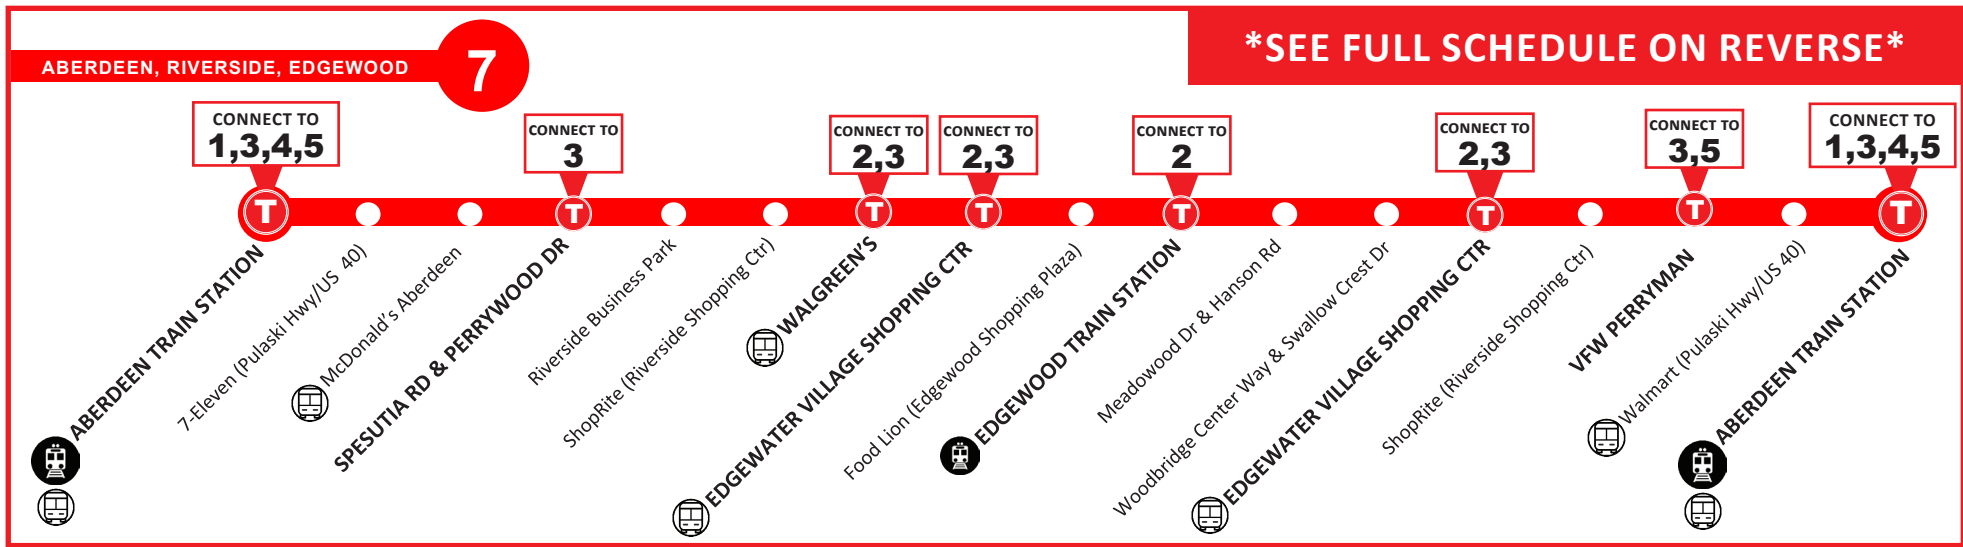 *SEE FULL SCHEDULE ON REVERSE*
ABERDEEN, RIVERSIDE, EDGEWOOD
7
CONNECT TO
1,3,4,5
CONNECT TO
3
CONNECT TO
2,3
CONNECT TO
2,3
CONNECT TO
2
CONNECT TO
2,3
CONNECT TO
3,5
CONNECT TO
1,3,4,5
T
T
T
T
T
T
T
T
ABERDEEN TRAIN STATION
7-Eleven (Pulaski Hwy/US 40)
McDonald's Aberdeen
SPESUTIA RD & PERRYWOOD DR
Riverside Business Park
ShopRite (Riverside Shopping Ctr)
WALGREEN'S
EDGEWATER VILLAGE SHOPPING CTR
Food Lion (Edgewood Shopping Plaza)
EDGEWOOD TRAIN STATION
Meadowood Dr & Hanson Rd
Woodbridge Center Way & Swallow Crest Dr
EDGEWATER VILLAGE SHOPPING CTR
ShopRite (Riverside Shopping Ctr)
VFW PERRYMAN
Walmart (Pulaski Hwy/US 40)
ABERDEEN TRAIN STATION